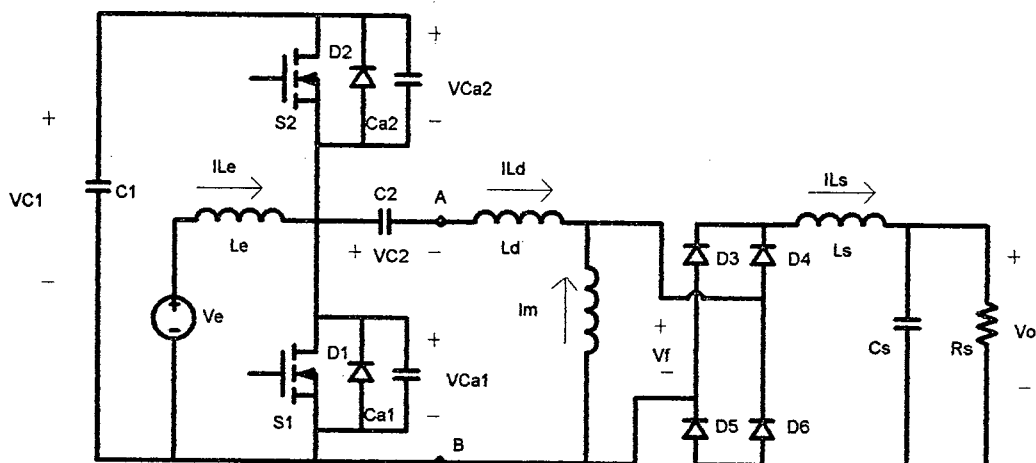 D2
+
VCa2
−
Ca2
S2
+
VC1
−
C1
ILe
Le
C2
+
VC2
−
A
ILd
Ld
ILs
Ls
D3
D4
+
−
Ve
Im
+
Vf
−
Cs
Rs
+
Vo
−
D1
+
VCa1
−
Ca1
S1
D5
D6
B